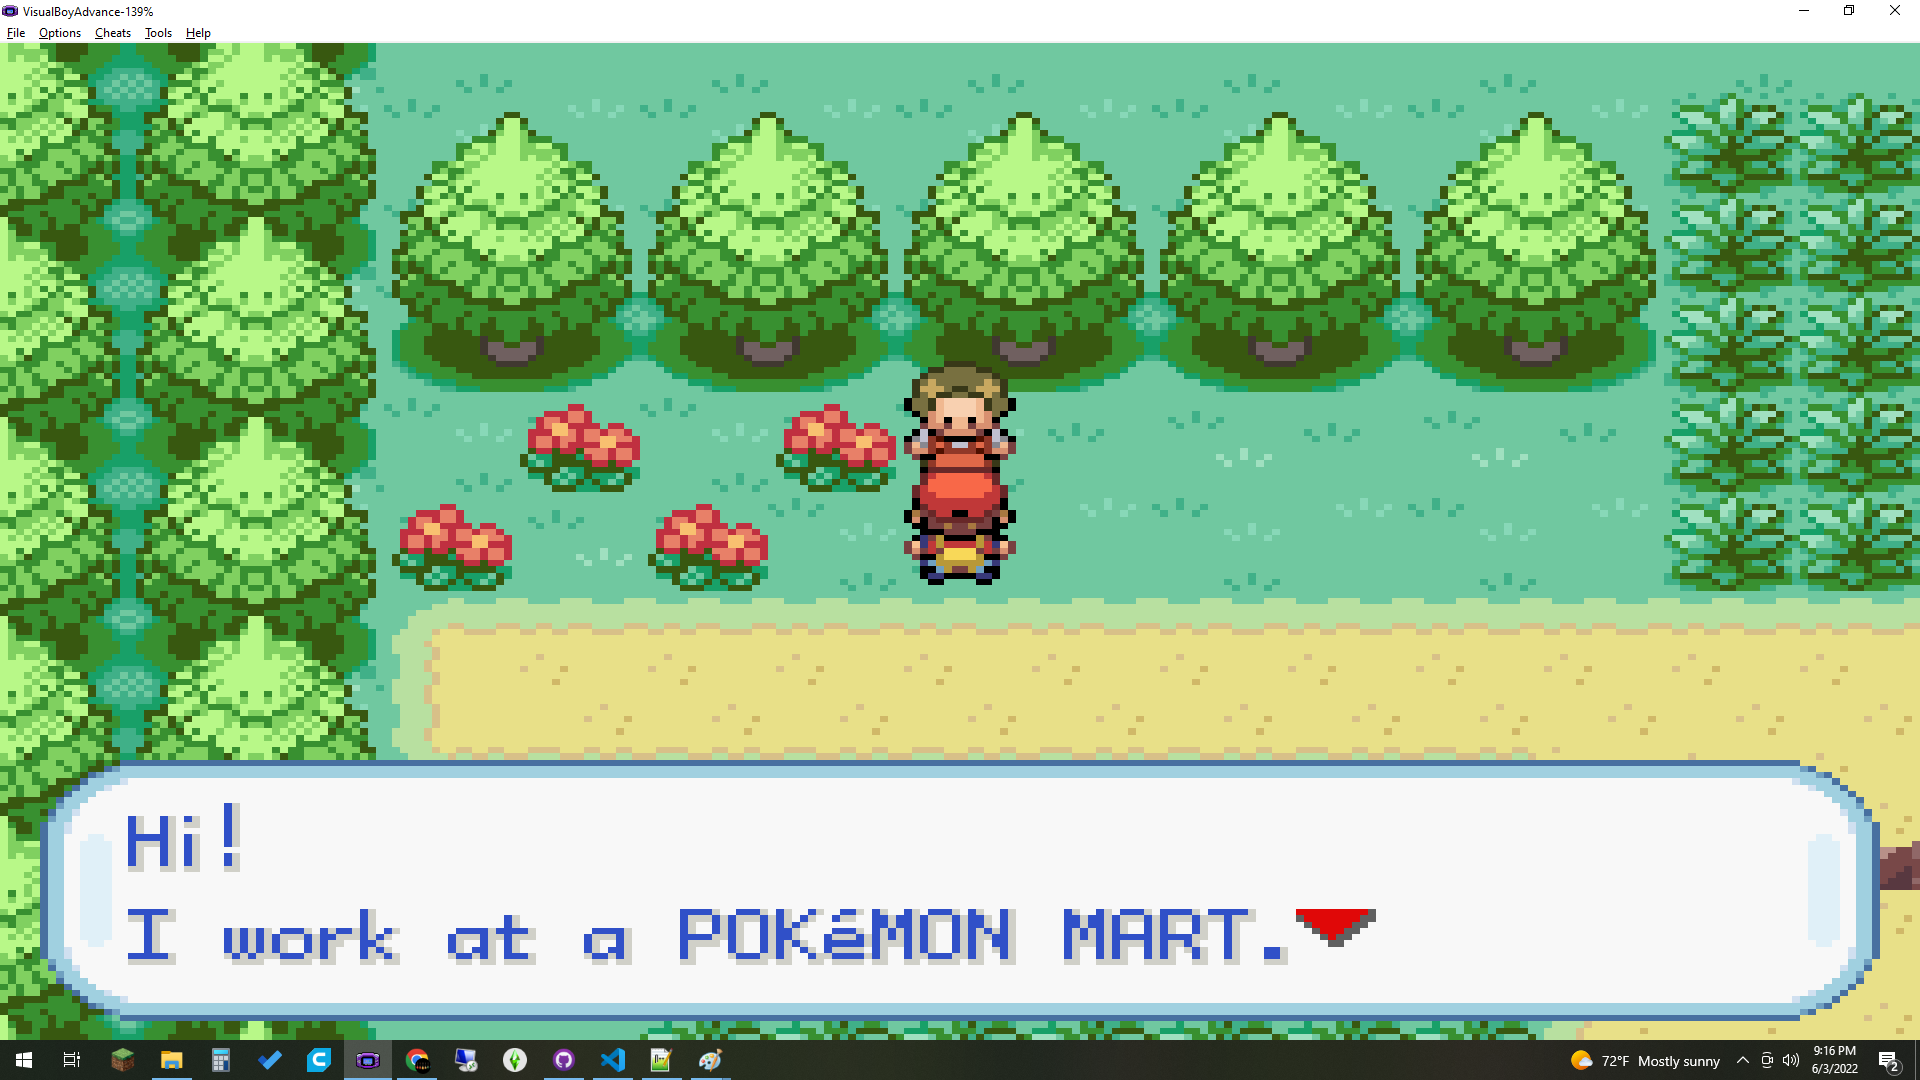 VisualBoyAdvance-139%
File Options Cheats Tools Help
Hi!
I work at a POKéMON MART.
72°F Mostly sunny
9:16 PM
6/3/2022
2